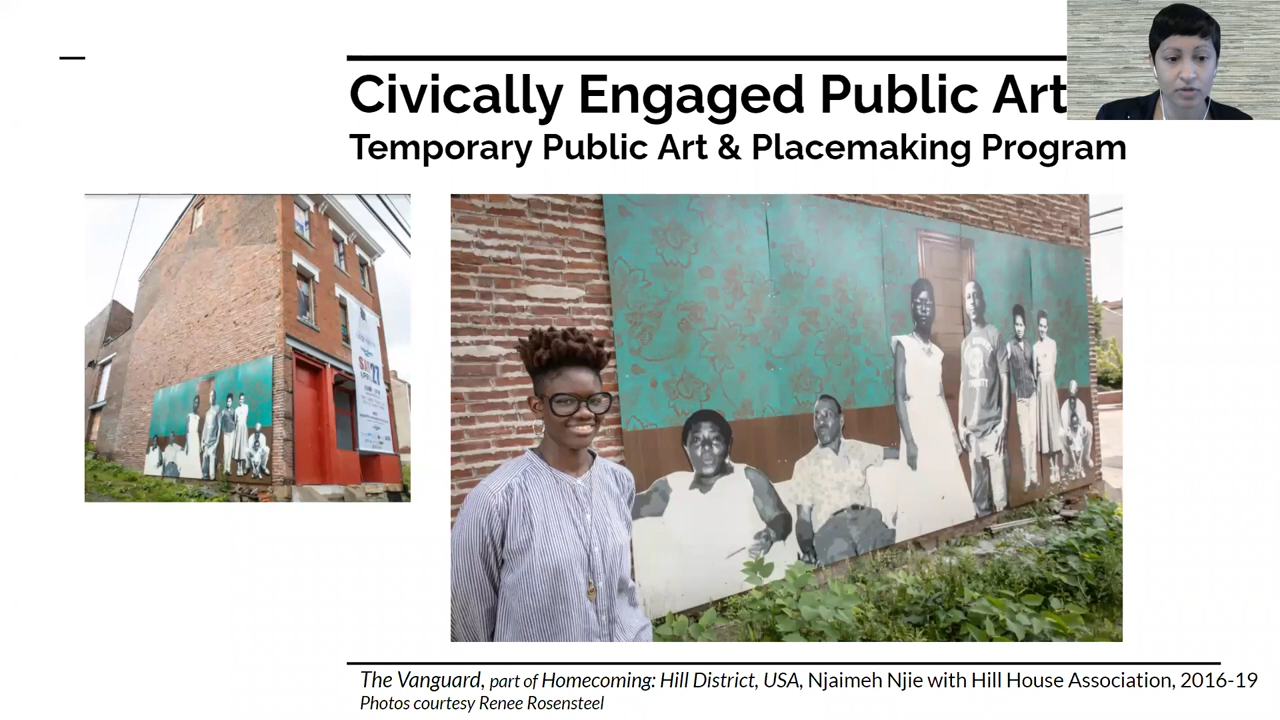 Civically Engaged Public Art
Temporary Public Art & Placemaking Program
The Vanguard, part of Homecoming: Hill District, USA, Njaimeh Njie with Hill House Association, 2016-19
Photos courtesy Renee Rosensteel